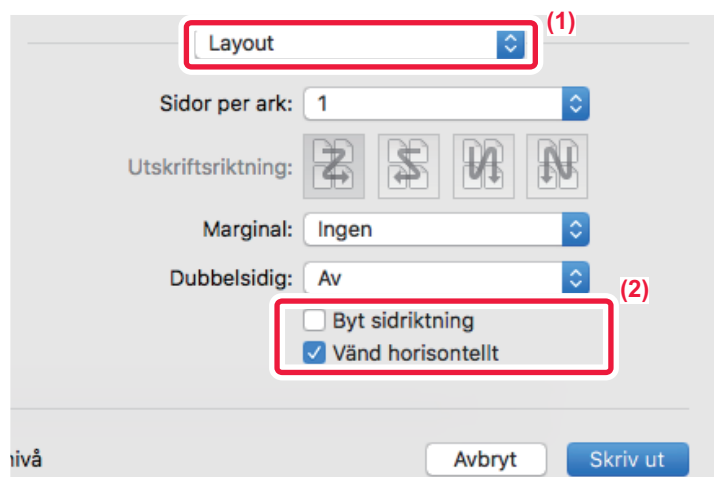 (1)
Layout
Sidor per ark: 1
Utskriftsriktning:
Marginal: Ingen
Dubbelsidig: Av
(2)
Byt sidriktning
Vänd horisontellt
nivå Avbryt Skriv ut